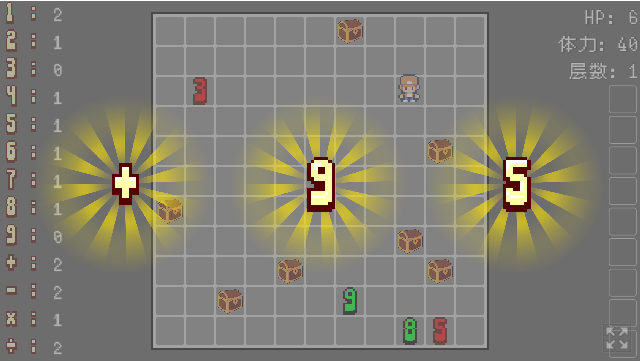 1 : 2
2 : 1
3 : 0
4 : 1
5 : 1
6 : 1
7 : 1
8 : 1
9 : 0
+ : 2
- : 2
x : 1
÷ : 2
HP: 6
体力: 40
层数: 1
3
+ 9 5
9
8 5